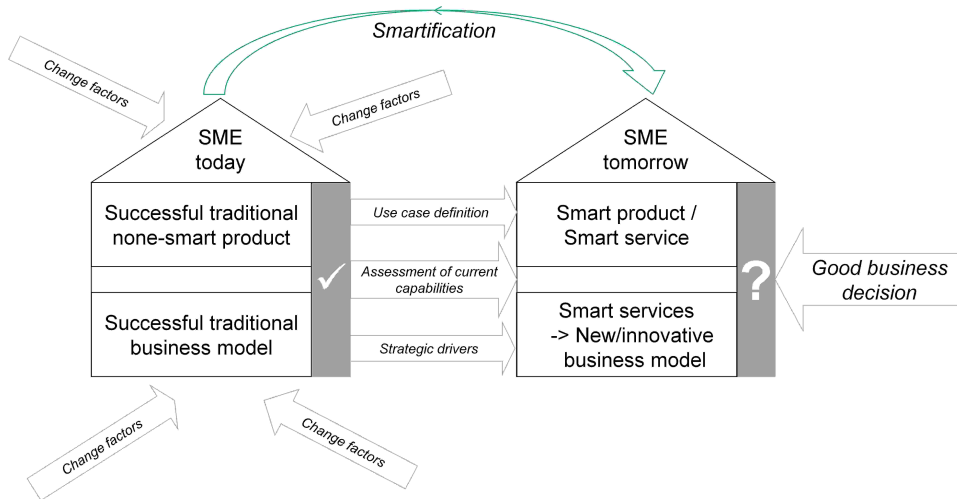 Smartification
Change factors
Change factors
SME
today
SME
tomorrow
Successful traditional
none-smart product
Use case definition
Smart product /
Smart service
✓
Assessment of current
capabilities
?
Good business
decision
Successful traditional
business model
Strategic drivers
Smart services
-> New/innovative
business model
Change factors
Change factors